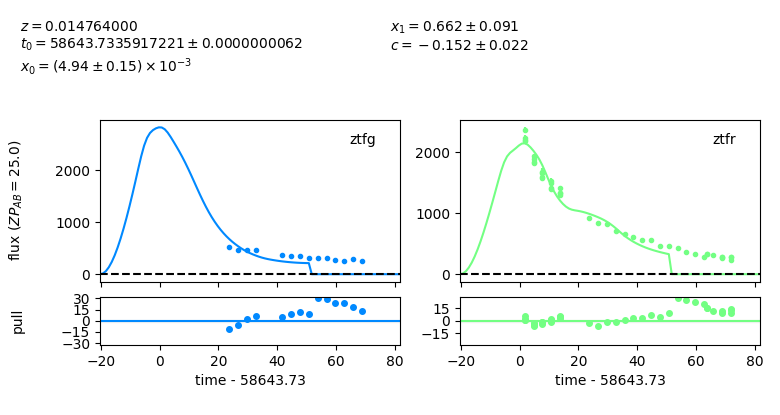 z = 0.014764000
t₀ = 58643.7335917221 ± 0.0000000062
x₀ = (4.94 ± 0.15) × 10⁻³
x₁ = 0.662 ± 0.091
c = −0.152 ± 0.022
flux (ZP_AB = 25.0)
2000
1000
0
ztfg
2000
1000
0
ztfr
pull
30
15
0
−15
−30
15
0
−15
−20 0 20 40 60 80
−20 0 20 40 60 80
time - 58643.73
time - 58643.73